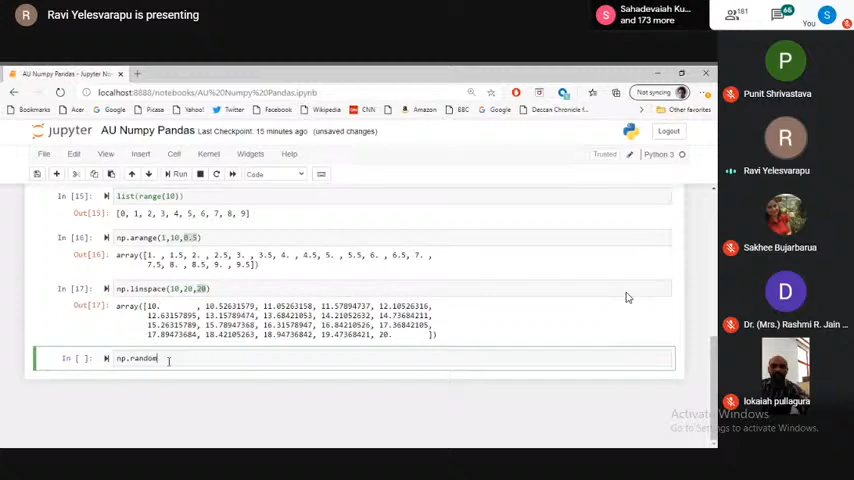 R Ravi Yelesvarapu is presenting
S Sahadevaiah Ku...
and 173 more
181
66
You S
AU Numpy Pandas - Jupyter No
localhost:8888/notebooks/AU%20Numpy%20Pandas.ipynb
Not syncing
Bookmarks Acer Google Picasa Yahoo! Twitter Google Facebook Wikipedia CNN Amazon EBC Google Deccan Chronicle Other favorites
jupyter AU Numpy Pandas Last Checkpoint: 15 minutes ago (unsaved changes) Logout
File Edit View Insert Cell Kernel Widgets Help Trusted Python 3
Run Code
In [15]: list(range(10))
Out[15]: [0, 1, 2, 3, 4, 5, 6, 7, 8, 9]
In [16]: np.arange(1,10,0.5)
Out[16]: array([1. , 1.5, 2. , 2.5, 3. , 3.5, 4. , 4.5, 5. , 5.5, 6. , 6.5, 7. ,
7.5, 8. , 8.5, 9. , 9.5])
In [17]: np.linspace(10,20,20)
Out[17]: array([10. , 10.52631579, 11.05263158, 11.57894737, 12.10526316,
12.63157895, 13.15789474, 13.68421053, 14.21052632, 14.73684211,
15.26315789, 15.78947368, 16.31578947, 16.84210526, 17.36842105,
17.89473684, 18.42105263, 18.94736842, 19.47368421, 20. ])
In [ ]: np.random
P
Punit Shrivastava
R
Ravi Yelesvarapu
Sakhee Bujarbarua
D
Dr. (Mrs.) Rashmi R. Jain ...
lokaiah pullagura
Activate Windows
Go to Settings to activate Windows.